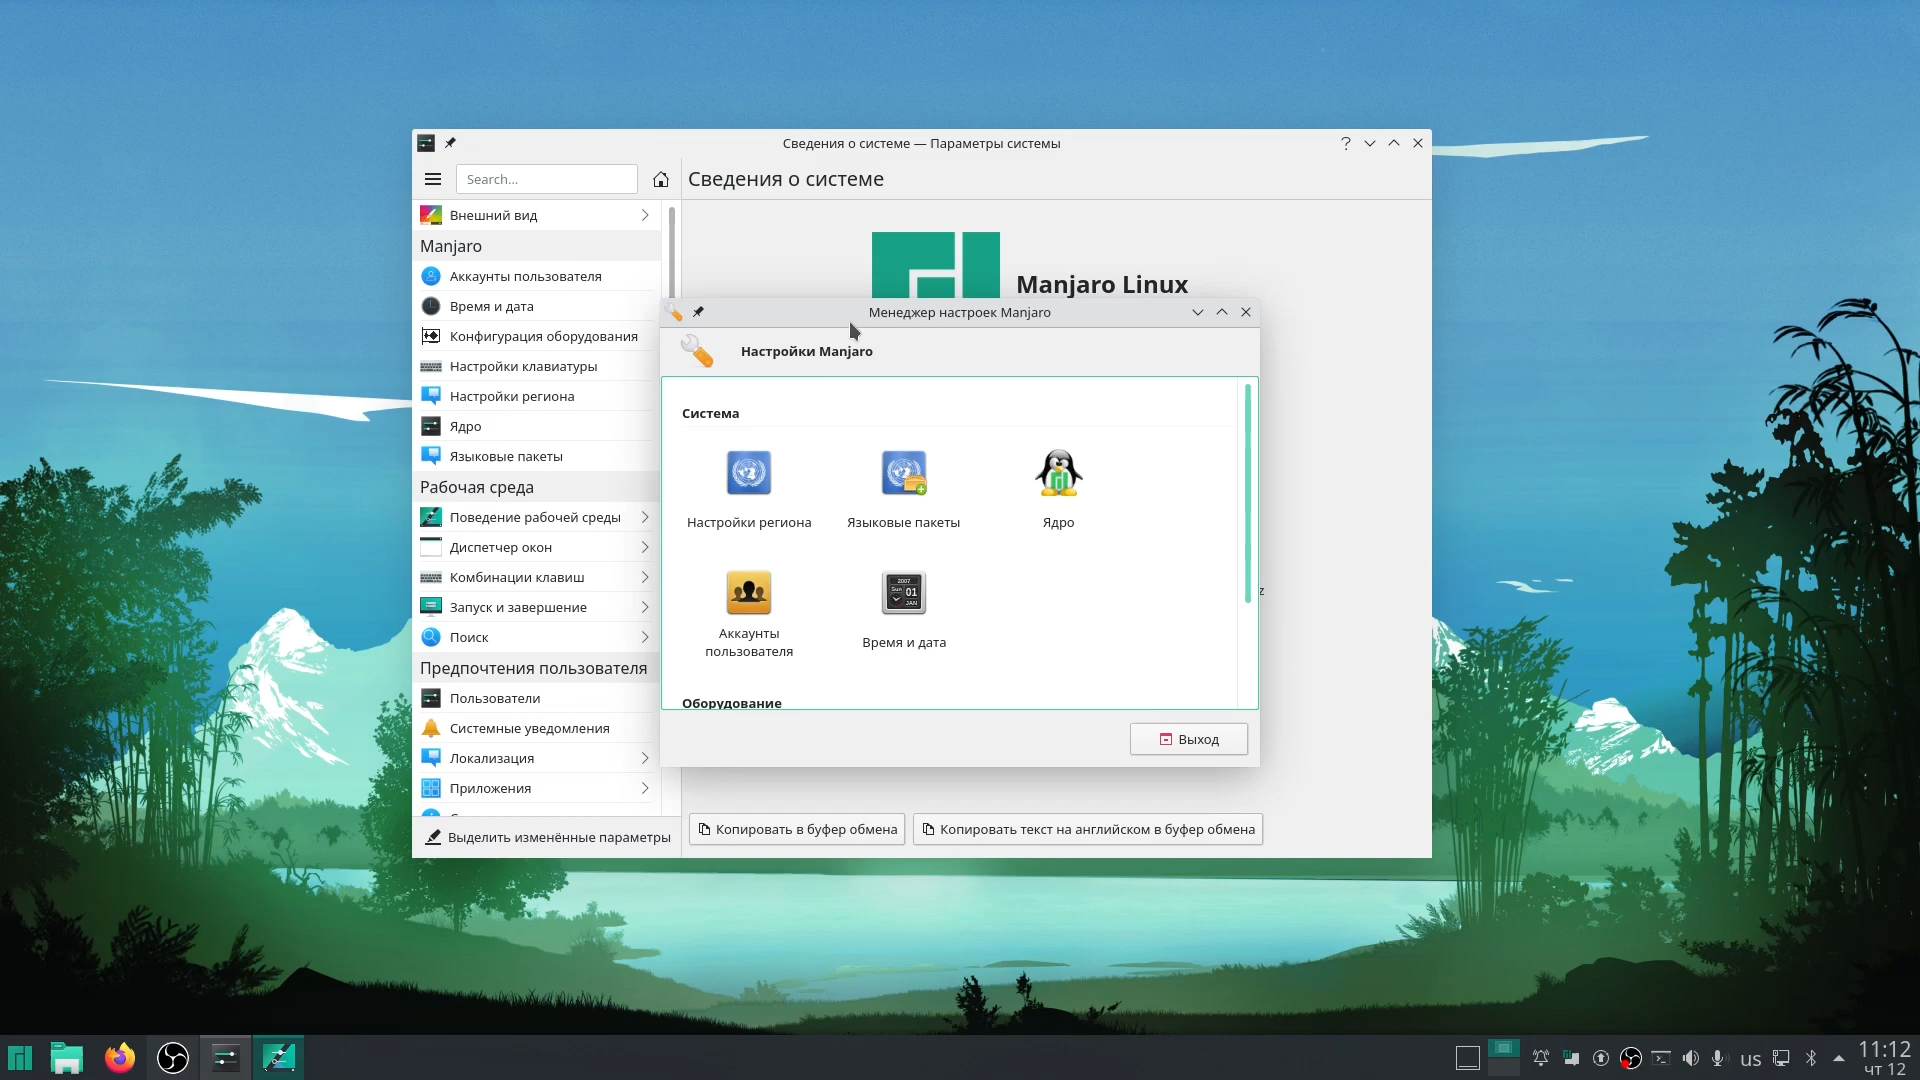 Сведения о системе — Параметры системы
Search...
Сведения о системе
Внешний вид
Manjaro
Аккаунты пользователя
Время и дата
Конфигурация оборудования
Настройки клавиатуры
Настройки региона
Ядро
Языковые пакеты
Рабочая среда
Поведение рабочей среды
Диспетчер окон
Комбинации клавиш
Запуск и завершение
Поиск
Предпочтения пользователя
Пользователи
Системные уведомления
Локализация
Приложения
Выделить изменённые параметры
Manjaro Linux
Менеджер настроек Manjaro
Настройки Manjaro
Система
Настройки региона
Языковые пакеты
Ядро
2007
Sun 01
JAN
Аккаунты
пользователя
Время и дата
Оборудование
Выход
z
Копировать в буфер обмена
Копировать текст на английском в буфер обмена
us
11:12
чт 12